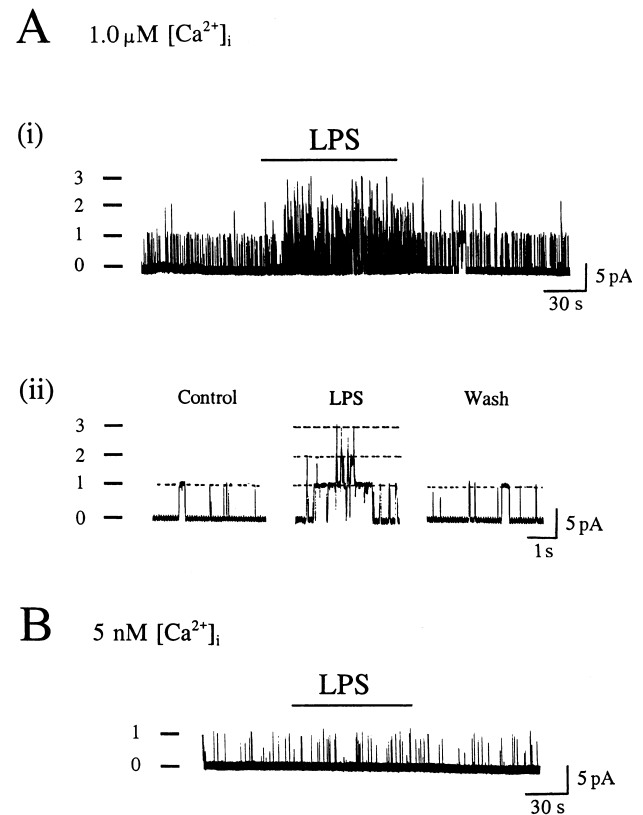 A 1.0 µM [Ca²⁺]ᵢ
(i)
LPS
3
2
1
0
5 pA
30 s
(ii)
Control LPS Wash
3
2
1
0
5 pA
1 s
B 5 nM [Ca²⁺]ᵢ
LPS
1
0
5 pA
30 s